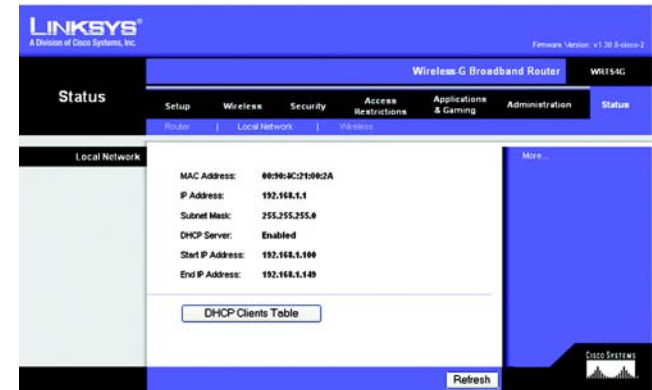 LINKSYS®
A Division of Cisco Systems, Inc.
Firmware Version: v1.30.8-cisco-2
Wireless-G Broadband Router WRT54G
Status
Setup Wireless Security Access Restrictions Applications & Gaming Administration Status
Router | Local Network | Wireless
Local Network
More...
MAC Address: 00:90:4C:21:00:2A
IP Address: 192.168.1.1
Subnet Mask: 255.255.255.0
DHCP Server: Enabled
Start IP Address: 192.168.1.100
End IP Address: 192.168.1.149
DHCP Clients Table
Refresh
CISCO SYSTEMS